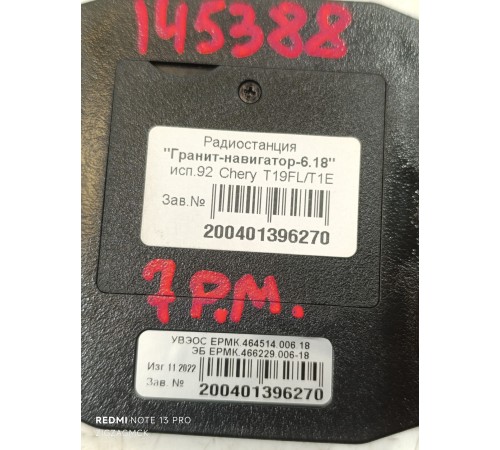 145388
Радиостанция
"Гранит-навигатор-6.18"
исп.92 Chery T19FL/T1E
Зав.№
200401396270
7 Р.М.
УВЭОС ЕРМК.464514.006 18
ЭБ ЕРМК.466229.006-18
Изг 11 2022
Зав. №
200401396270
REDMI NOTE 13 PRO